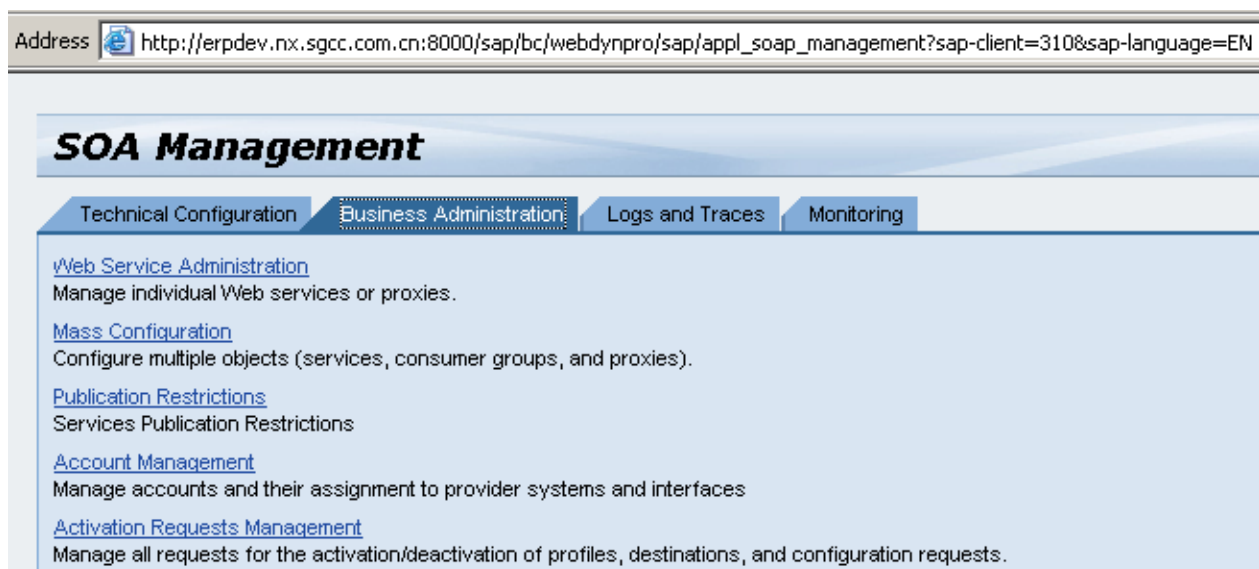 Address http://erpdev.nx.sgcc.com.cn:8000/sap/bc/webdynpro/sap/appl_soap_management?sap-client=310&sap-language=EN
SOA Management
Technical Configuration Business Administration Logs and Traces Monitoring
Web Service Administration
Manage individual Web services or proxies.
Mass Configuration
Configure multiple objects (services, consumer groups, and proxies).
Publication Restrictions
Services Publication Restrictions
Account Management
Manage accounts and their assignment to provider systems and interfaces
Activation Requests Management
Manage all requests for the activation/deactivation of profiles, destinations, and configuration requests.